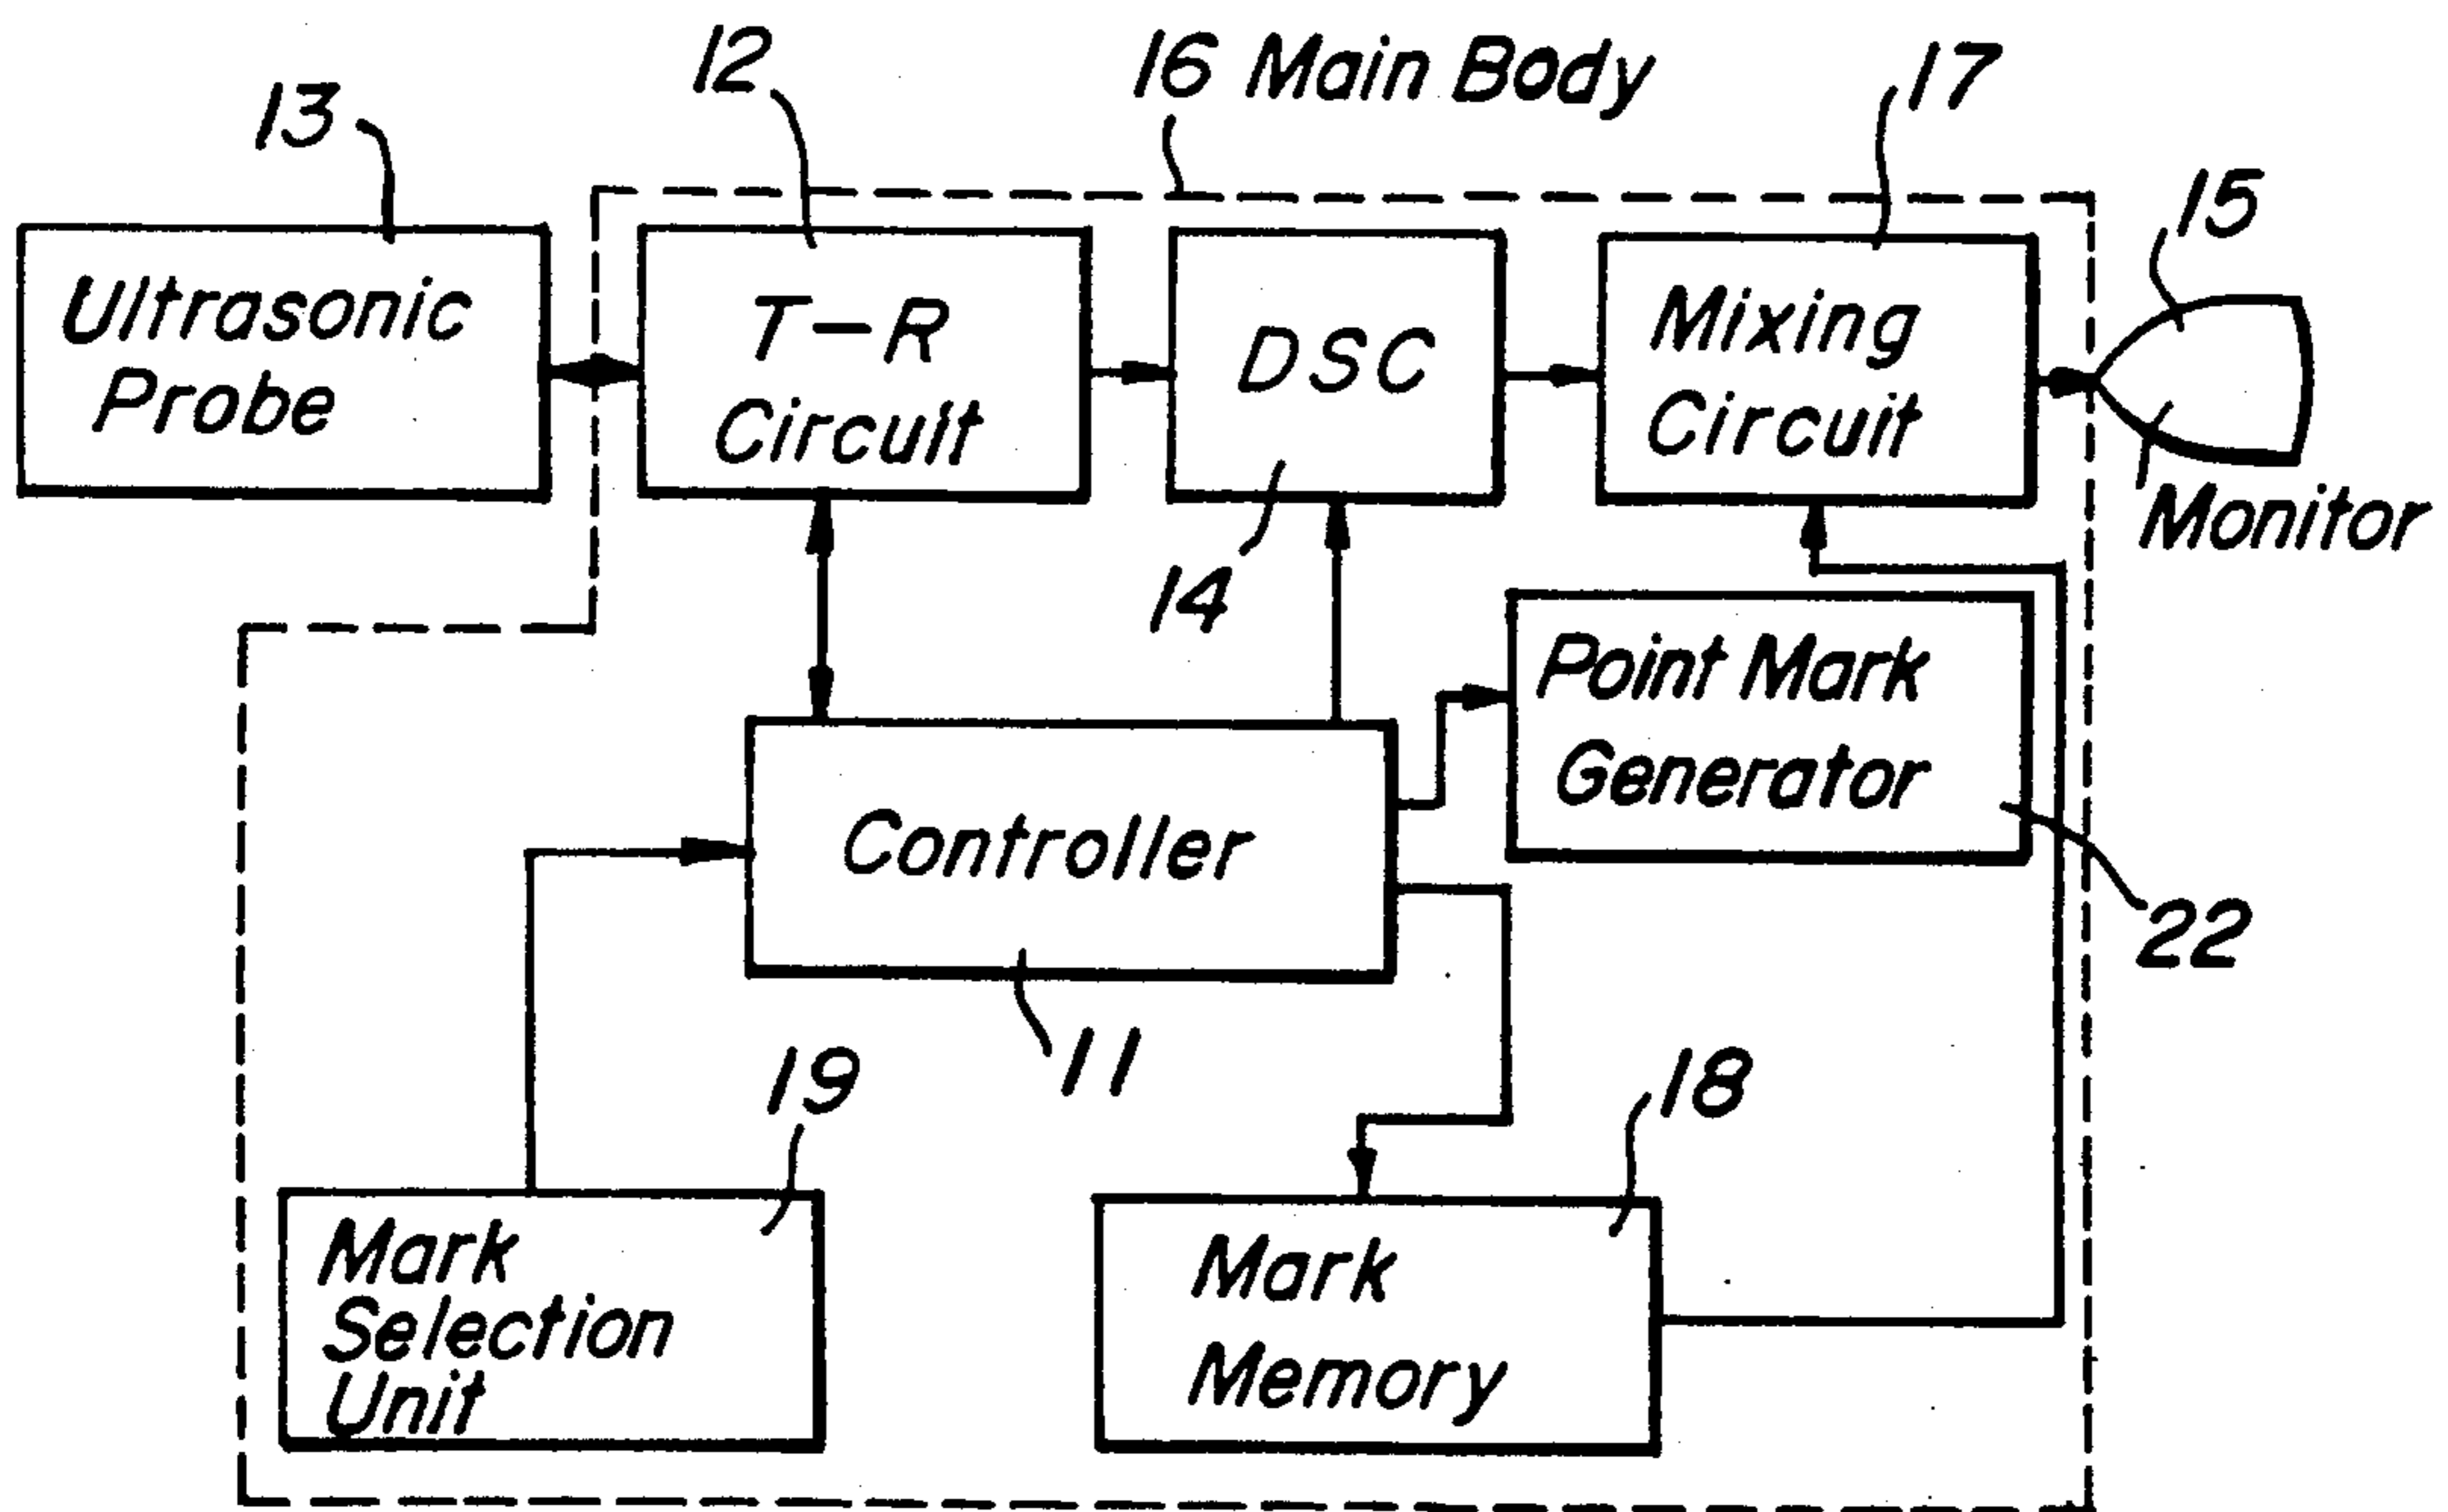 12
16 Main Body
17
13
15
Ultrasonic
Probe
T-R
Circuit
DSC
Mixing
Circuit
Monitor
14
Point Mark
Generator
Controller
22
11
19
18
Mark
Selection
Unit
Mark
Memory